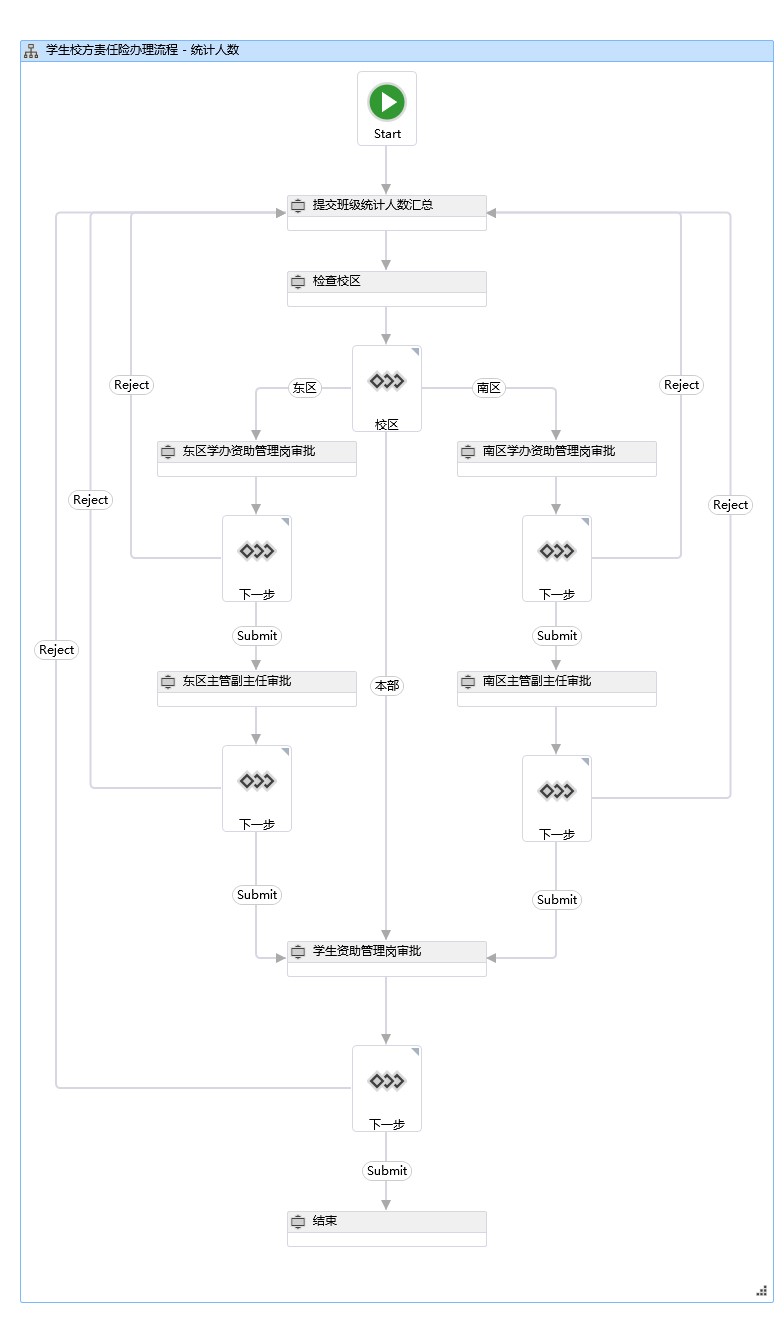 学生校方责任险办理流程 - 统计人数
Start
提交班级统计人数汇总
检查校区
东区
南区
校区
Reject
Reject
东区学办资助管理岗审批
南区学办资助管理岗审批
Reject
Reject
下一步
下一步
Submit
Submit
Reject
东区主管副主任审批
南区主管副主任审批
本部
下一步
下一步
Submit
Submit
学生资助管理岗审批
下一步
Submit
结束